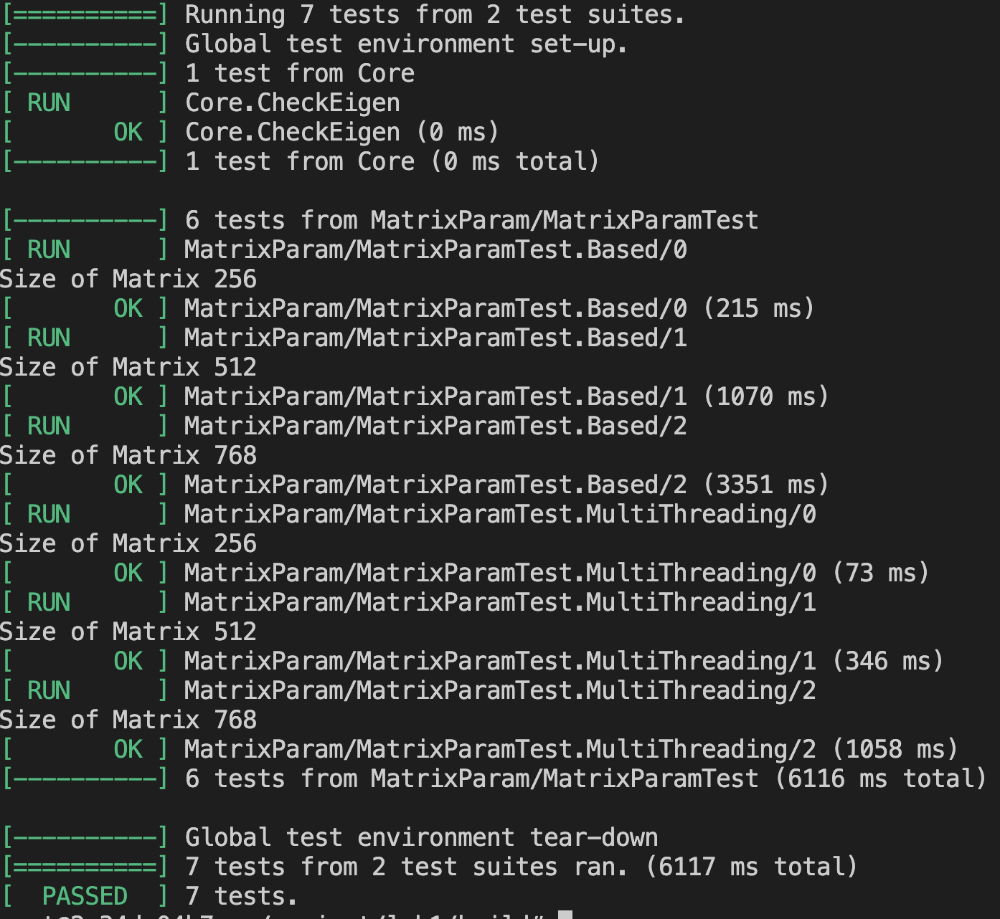 [==========] Running 7 tests from 2 test suites.
[----------] Global test environment set-up.
[----------] 1 test from Core
[ RUN      ] Core.CheckEigen
[       OK ] Core.CheckEigen (0 ms)
[----------] 1 test from Core (0 ms total)
[----------] 6 tests from MatrixParam/MatrixParamTest
[ RUN      ] MatrixParam/MatrixParamTest.Based/0
Size of Matrix 256
[       OK ] MatrixParam/MatrixParamTest.Based/0 (215 ms)
[ RUN      ] MatrixParam/MatrixParamTest.Based/1
Size of Matrix 512
[       OK ] MatrixParam/MatrixParamTest.Based/1 (1070 ms)
[ RUN      ] MatrixParam/MatrixParamTest.Based/2
Size of Matrix 768
[       OK ] MatrixParam/MatrixParamTest.Based/2 (3351 ms)
[ RUN      ] MatrixParam/MatrixParamTest.MultiThreading/0
Size of Matrix 256
[       OK ] MatrixParam/MatrixParamTest.MultiThreading/0 (73 ms)
[ RUN      ] MatrixParam/MatrixParamTest.MultiThreading/1
Size of Matrix 512
[       OK ] MatrixParam/MatrixParamTest.MultiThreading/1 (346 ms)
[ RUN      ] MatrixParam/MatrixParamTest.MultiThreading/2
Size of Matrix 768
[       OK ] MatrixParam/MatrixParamTest.MultiThreading/2 (1058 ms)
[----------] 6 tests from MatrixParam/MatrixParamTest (6116 ms total)
[----------] Global test environment tear-down
[==========] 7 tests from 2 test suites ran. (6117 ms total)
[  PASSED  ] 7 tests.